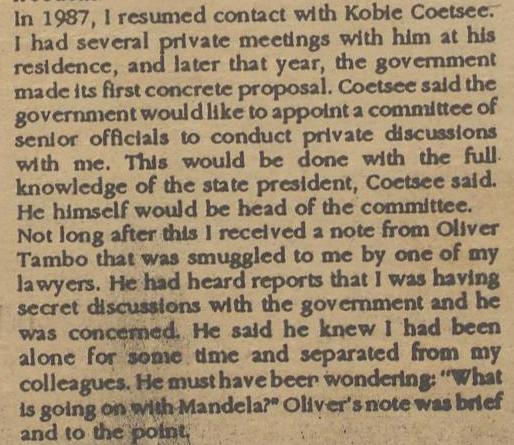 In 1987, I resumed contact with Kobie Coetsee.
I had several private meetings with him at his
residence, and later that year, the government
made its first concrete proposal. Coetsee said the
government would like to appoint a committee of
senior officials to conduct private discussions
with me. This would be done with the full
knowledge of the state president, Coetsee said.
He himself would be head of the committee.
Not long after this I received a note from Oliver
Tambo that was smuggled to me by one of my
lawyers. He had heard reports that I was having
secret discussions with the government and he
was concerned. He said he knew I had been
alone for some time and separated from my
colleagues. He must have been wondering: "What
is going on with Mandela?" Oliver's note was brief
and to the point.